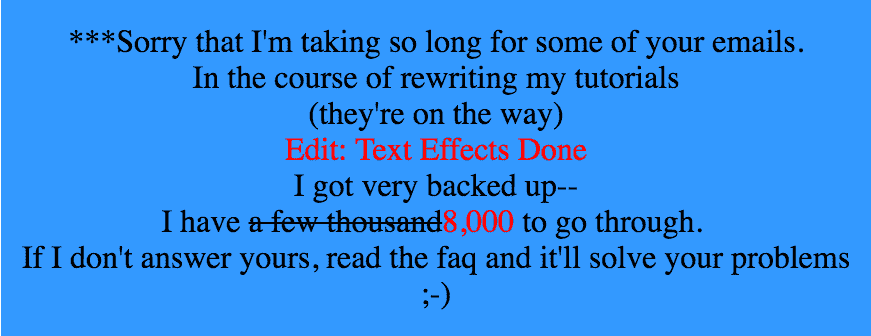 ***Sorry that I'm taking so long for some of your emails.
In the course of rewriting my tutorials
(they're on the way)
Edit: Text Effects Done
I got very backed up--
I have a few thousand8,000 to go through.
If I don't answer yours, read the faq and it'll solve your problems
;-)